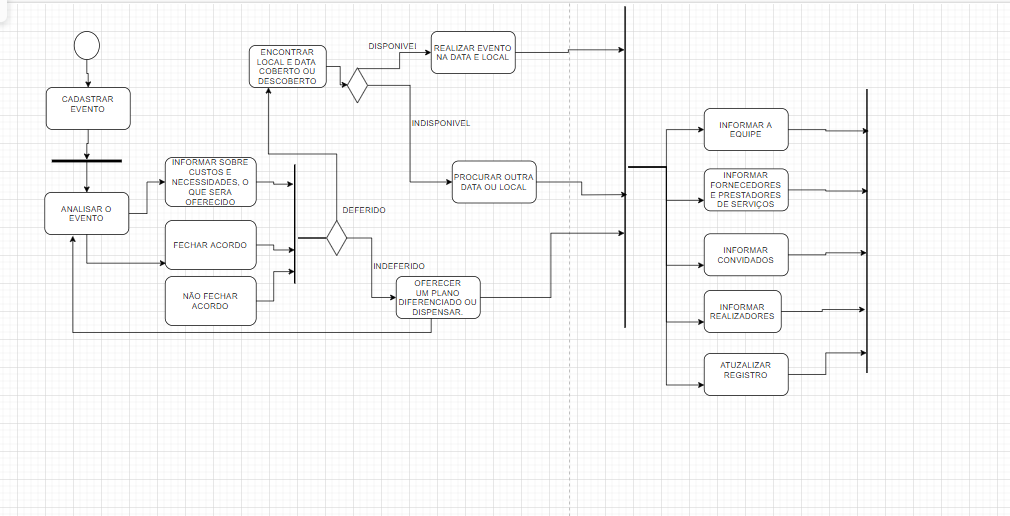 CADASTRAR
EVENTO
ANALISAR O
EVENTO
INFORMAR SOBRE
CUSTOS E
NECESSIDADES, O
QUE SERA
OFERECIDO
FECHAR ACORDO
NÃO FECHAR
ACORDO
ENCONTRAR
LOCAL E DATA
COBERTO OU
DESCOBERTO
DEFERIDO
INDEFERIDO
DISPONIVEl
INDISPONIVEL
REALIZAR EVENTO
NA DATA E LOCAL
PROCURAR OUTRA
DATA OU LOCAL
OFERECER
UM PLANO
DIFERENCIADO OU
DISPENSAR.
INFORMAR A
EQUIPE
INFORMAR
FORNECEDORES
E PRESTADORES
DE SERVIÇOS
INFORMAR
CONVIDADOS
INFORMAR
REALIZADORES
ATUZALIZAR
REGISTRO